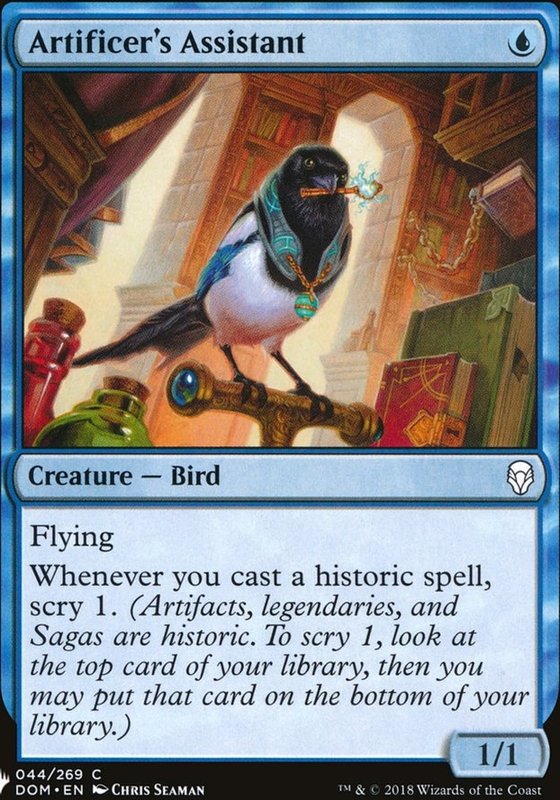 Artificer's Assistant
Creature — Bird
Flying
Whenever you cast a historic spell,
scry 1. (Artifacts, legendaries, and
Sagas are historic. To scry 1, look at
the top card of your library, then you
may put that card on the bottom of your
library.)
1/1
044/269 C
DOM • EN Chris Seaman
™ & © 2018 Wizards of the Coast